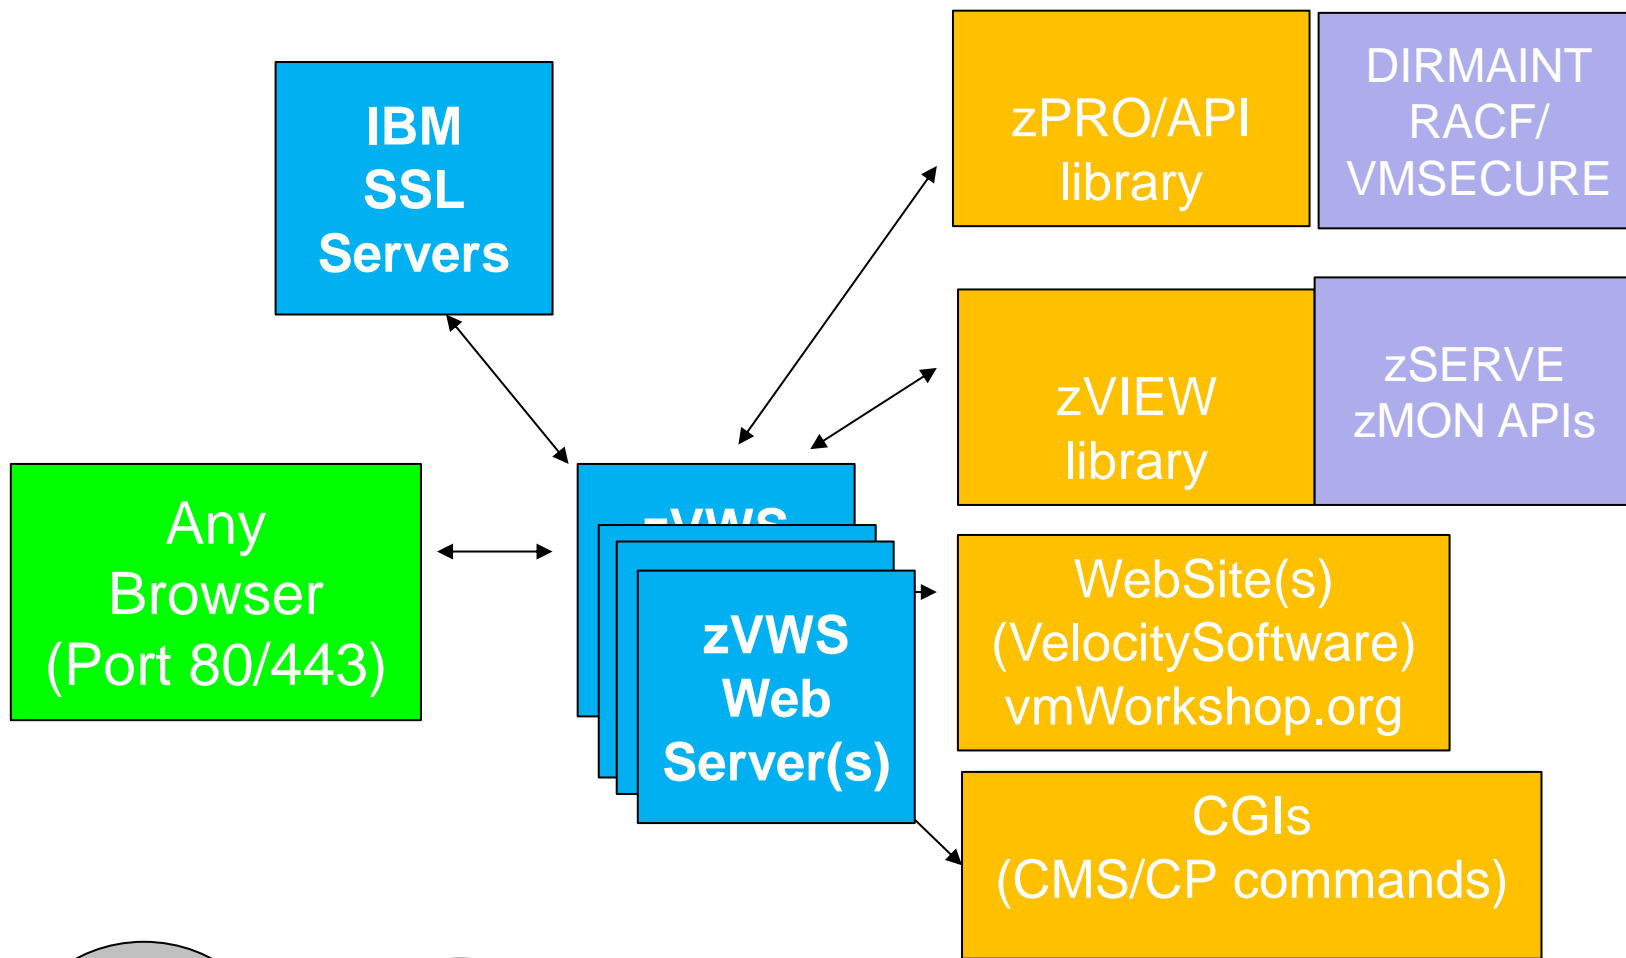 IBM
SSL
Servers
zPRO/API
library
DIRMAINT
RACF/
VMSECURE
zVIEW
library
zSERVE
zMON APIs
Any
Browser
(Port 80/443)
zVWS
zVWS
Web
Server(s)
WebSite(s)
(VelocitySoftware)
vmWorkshop.org
CGIs
(CMS/CP commands)